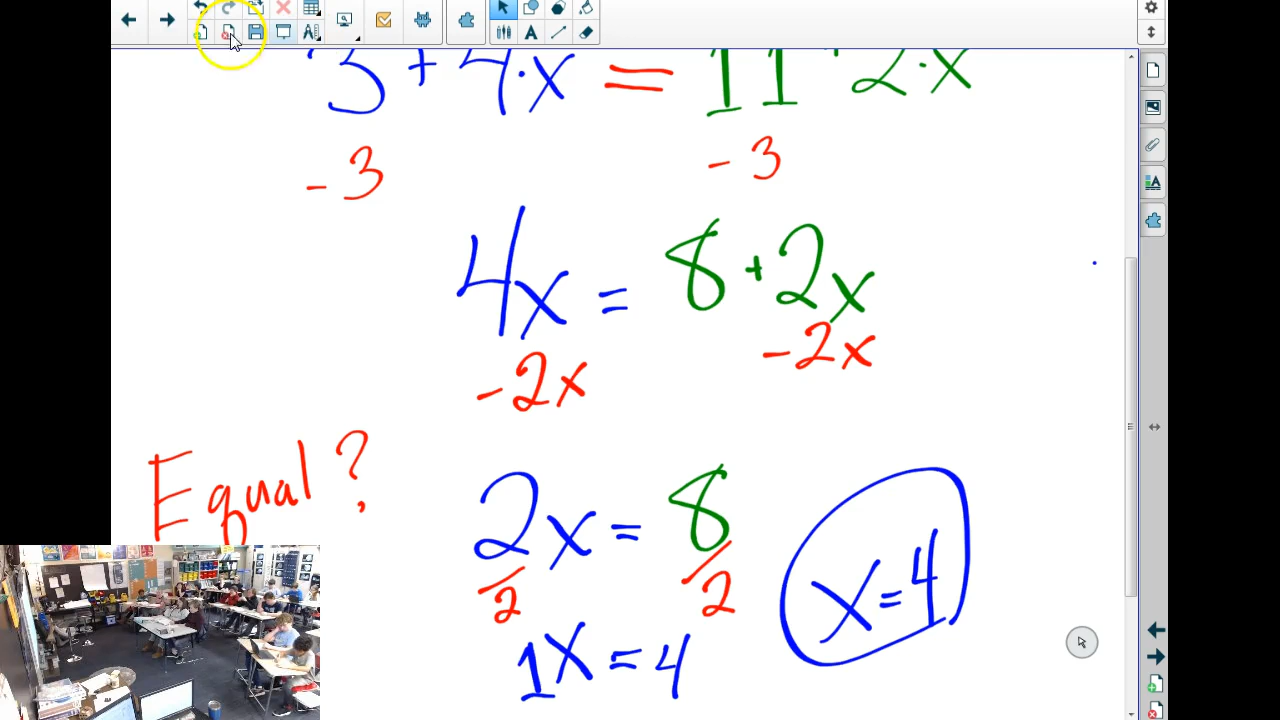 3 + 4·x = 11 + 2·x
-3 -3
4x = 8 + 2x
-2x -2x
Equal?
2x = 8
/2 /2
x=4
1x = 4